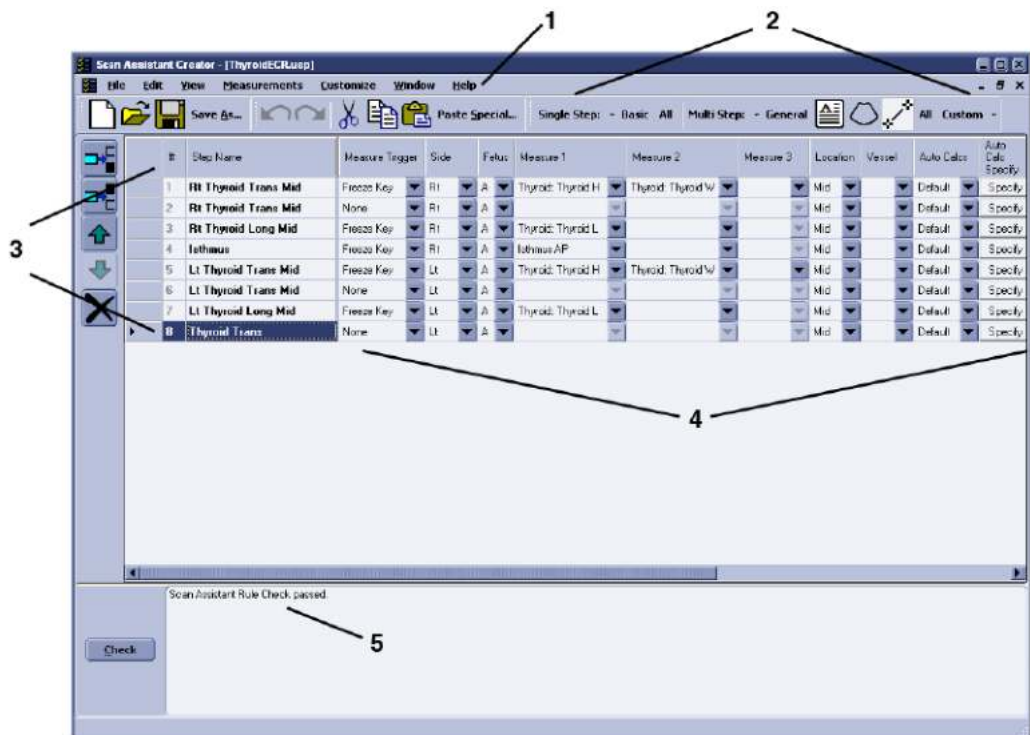 1
2
Scan Assistant Creator - [ThyroidECR.uep]
File Edit View Measurements Customize Window Help
Save As... Paste Special... Single Step: - Basic All Multi Step: - General All Custom -
# Step Name Measure Trigger Side Fetus Measure 1 Measure 2 Measure 3 Location Vessel Auto Calcs Auto Calc Specify
1 Rt Thyroid Trans Mid Freeze Key Rt A Thyroid: Thyroid H Thyroid: Thyroid W Mid Default Specify
2 Rt Thyroid Trans Mid None Rt A Mid Default Specify
3 Rt Thyroid Long Mid Freeze Key Rt A Thyroid: Thyroid L Mid Default Specify
3
4 Isthmus Freeze Key Rt A Isthmus AP Mid Default Specify
5 Lt Thyroid Trans Mid Freeze Key Lt A Thyroid: Thyroid H Thyroid: Thyroid W Mid Default Specify
6 Lt Thyroid Trans Mid None Lt A Mid Default Specify
7 Lt Thyroid Long Mid Freeze Key Lt A Thyroid: Thyroid L Mid Default Specify
8 Thyroid Trans None Lt A Mid Default Specify
4
Scan Assistant Rule Check passed.
5
Check